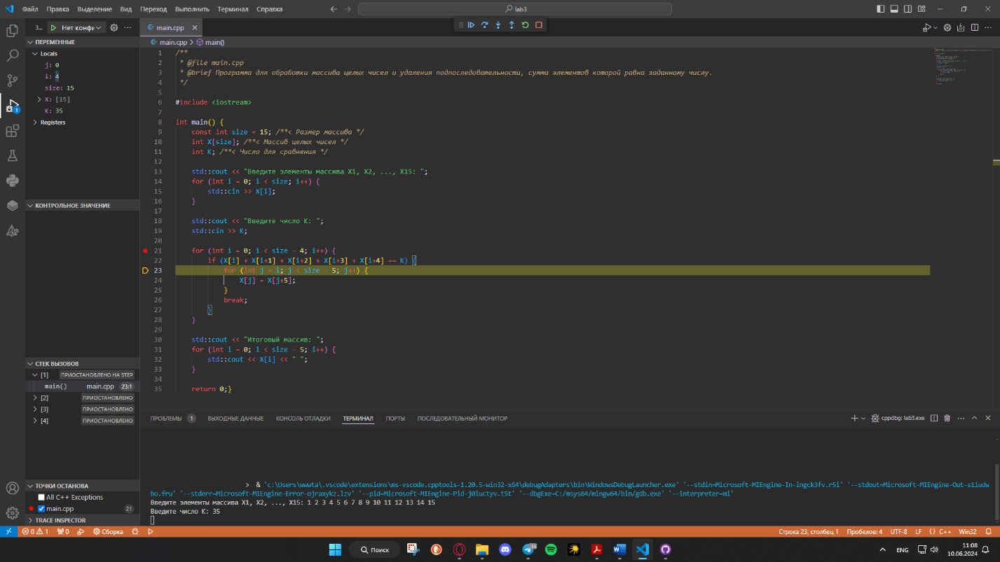 Файл Правка Выделение Вид Переход Выполнить Терминал Справка
lab3
Нет конфи
main.cpp
main.cpp > main()
ПЕРЕМЕННЫЕ
Locals
j: 0
i: 4
size: 15
X: [15]
K: 35
Registers
КОНТРОЛЬНОЕ ЗНАЧЕНИЕ
СТЕК ВЫЗОВОВ
[1] ПРИОСТАНОВЛЕНО НА STEP
main() main.cpp 23:1
[2] ПРИОСТАНОВЛЕНО
[3] ПРИОСТАНОВЛЕНО
[4] ПРИОСТАНОВЛЕНО
ТОЧКИ ОСТАНОВА
All C++ Exceptions
main.cpp 21
TRACE INSPECTOR
1 /**
2 * @file main.cpp
3 * @brief Программа для обработки массива целых чисел и удаления подпоследовательности, сумма элементов которой равна заданному числу.
4 */
5
6 #include <iostream>
7
8 int main() {
9 const int size = 15; /**< Размер массива */
10 int X[size]; /**< Массив целых чисел */
11 int K; /**< Число для сравнения */
12
13 std::cout << "Введите элементы массива X1, X2, ..., X15: ";
14 for (int i = 0; i < size; i++) {
15 std::cin >> X[i];
16 }
17
18 std::cout << "Введите число K: ";
19 std::cin >> K;
20
21 for (int i = 0; i < size - 4; i++) {
22 if (X[i] + X[i+1] + X[i+2] + X[i+3] + X[i+4] == K) {
23 for (int j = i; j < size - 5; j++) {
24 X[j] = X[j+5];
25 }
26 break;
27 }
28 }
29
30 std::cout << "Итоговый массив: ";
31 for (int i = 0; i < size - 5; i++) {
32 std::cout << X[i] << " ";
33 }
34
35 return 0;}
ПРОБЛЕМЫ 1 ВЫХОДНЫЕ ДАННЫЕ КОНСОЛЬ ОТЛАДКИ ТЕРМИНАЛ ПОРТЫ ПОСЛЕДОВАТЕЛЬНЫЙ МОНИТОР
cppdbg: lab3.exe
> & 'c:\Users\wwwta\.vscode\extensions\ms-vscode.cpptools-1.20.5-win32-x64\debugAdapters\bin\WindowsDebugLauncher.exe' '--stdin=Microsoft-MIEngine-In-lngck3fv.r5i' '--stdout=Microsoft-MIEngine-Out-s1iudw
bo.fru' '--stderr=Microsoft-MIEngine-Error-ojraxykz.lzv' '--pid=Microsoft-MIEngine-Pid-j0iuctyv.t5t' '--dbgExe=C:/msys64/mingw64/bin/gdb.exe' '--interpreter=mi'
Введите элементы массива X1, X2, ..., X15: 1 2 3 4 5 6 7 8 9 10 11 12 13 14 15
Введите число K: 35
0 1 0 Сборка
Строка 23, столбец 1 Пробелов: 4 UTF-8 LF {} C++ Win32
Поиск
ENG
11:08
10.06.2024